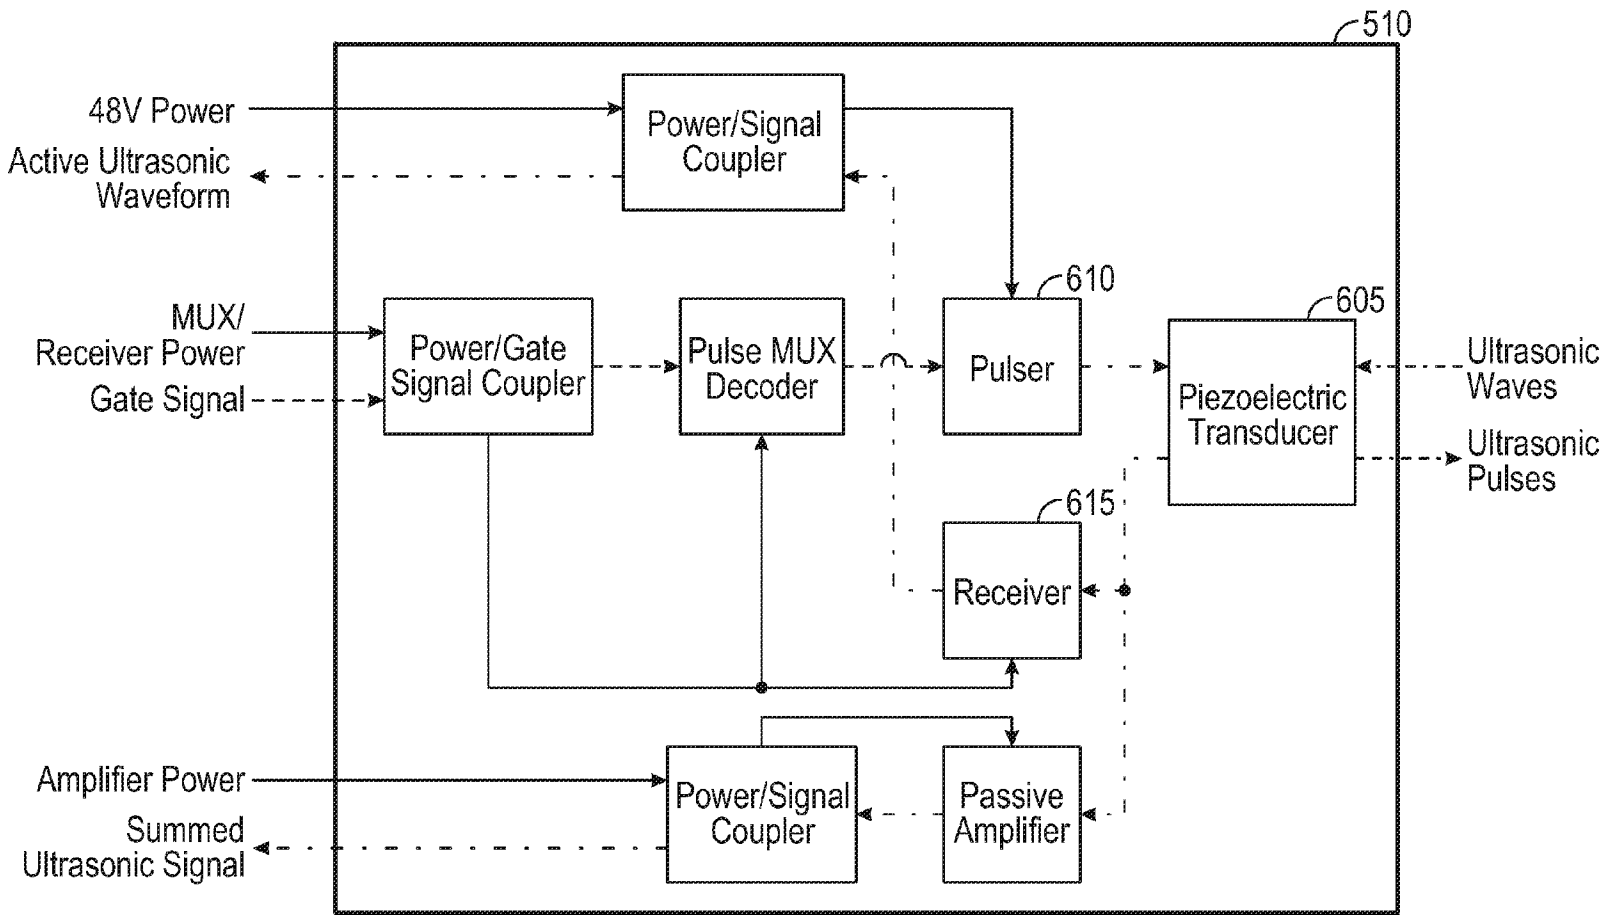 510
48V Power
Active Ultrasonic
Waveform
Power/Signal
Coupler
610
605
MUX/
Receiver Power
Gate Signal
Power/Gate
Signal Coupler
Pulse MUX
Decoder
Pulser
Piezoelectric
Transducer
Ultrasonic
Waves
Ultrasonic
Pulses
615
Receiver
Amplifier Power
Summed
Ultrasonic Signal
Power/Signal
Coupler
Passive
Amplifier